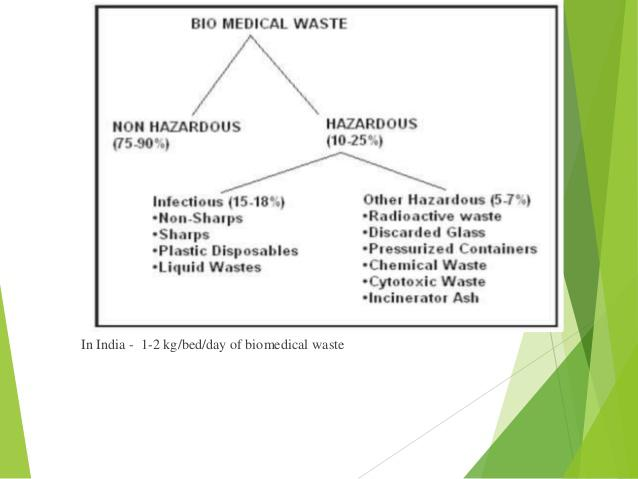 BIO MEDICAL WASTE
NON HAZARDOUS
(75-90%)
HAZARDOUS
(10-25%)
Infectious (15-18%)
•Non-Sharps
•Sharps
•Plastic Disposables
•Liquid Wastes
Other Hazardous (5-7%)
•Radioactive waste
•Discarded Glass
•Pressurized Containers
•Chemical Waste
•Cytotoxic Waste
•Incinerator Ash
In India - 1-2 kg/bed/day of biomedical waste